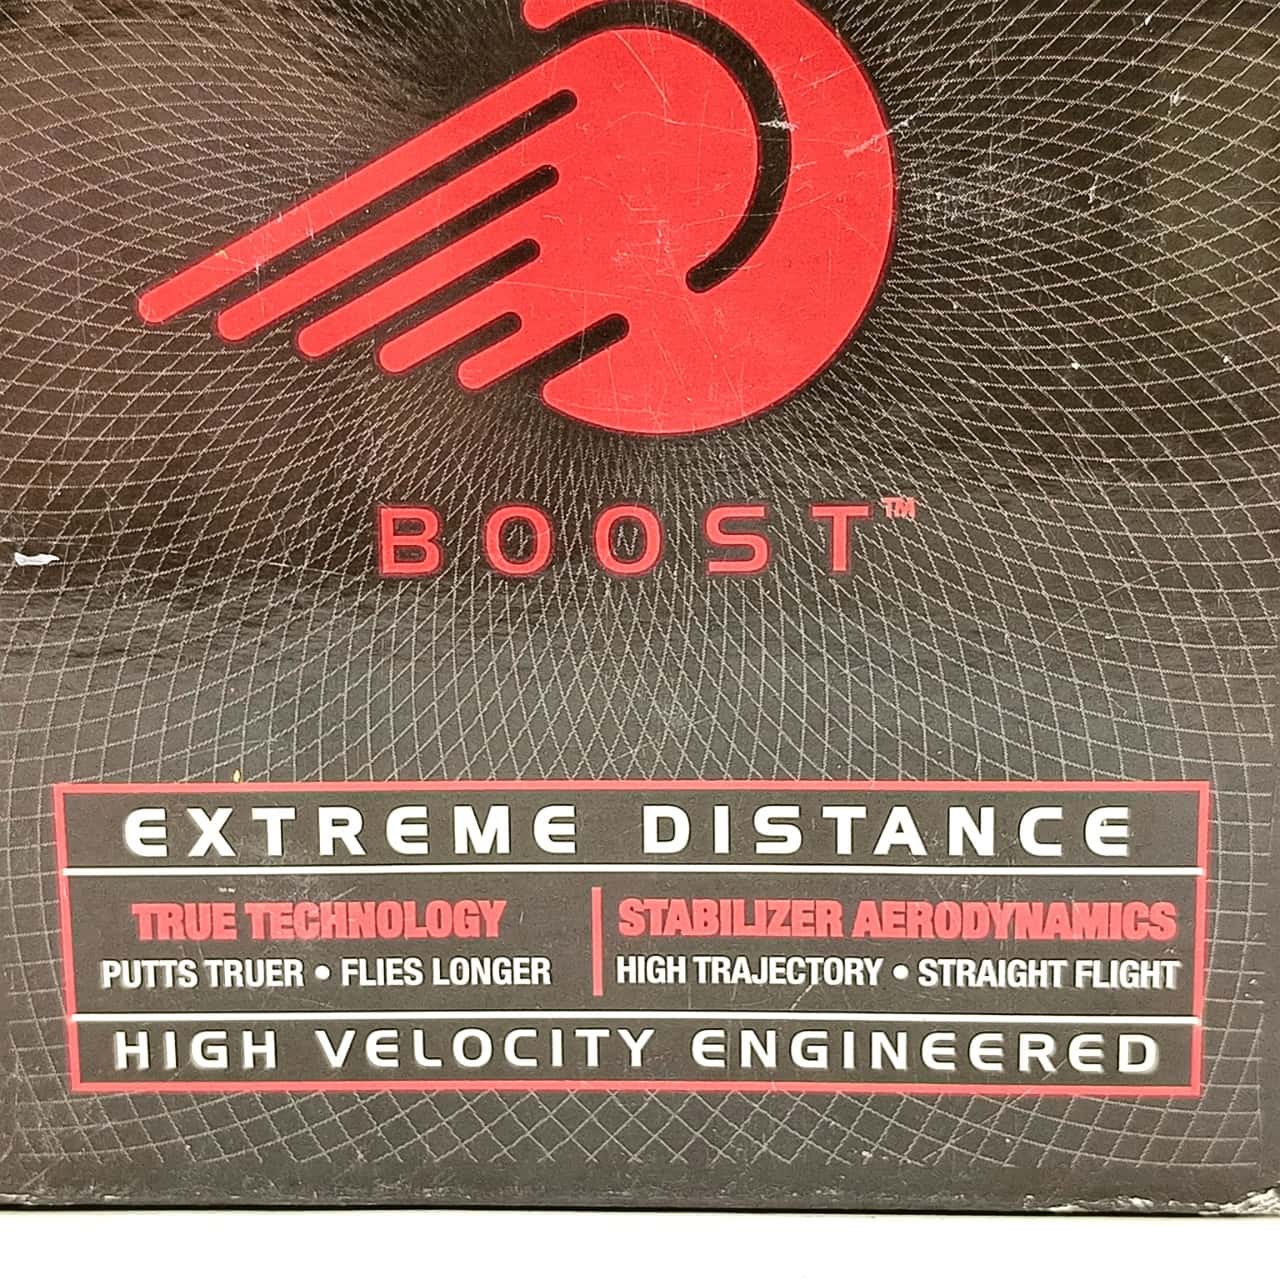 BOOST™
EXTREME DISTANCE
TRUE TECHNOLOGY
PUTTS TRUER • FLIES LONGER
STABILIZER AERODYNAMICS
HIGH TRAJECTORY • STRAIGHT FLIGHT
HIGH VELOCITY ENGINEERED